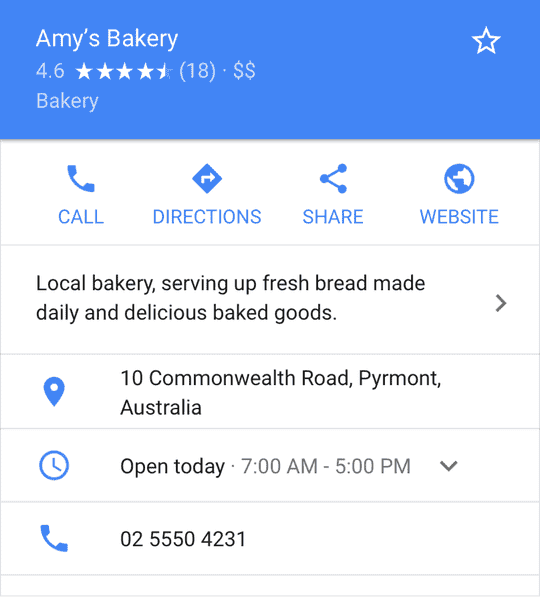 Amy's Bakery
4.6 ★★★★★ (18) · $$
Bakery
CALL DIRECTIONS SHARE WEBSITE
Local bakery, serving up fresh bread made
daily and delicious baked goods.
10 Commonwealth Road, Pyrmont,
Australia
Open today · 7:00 AM - 5:00 PM
02 5550 4231